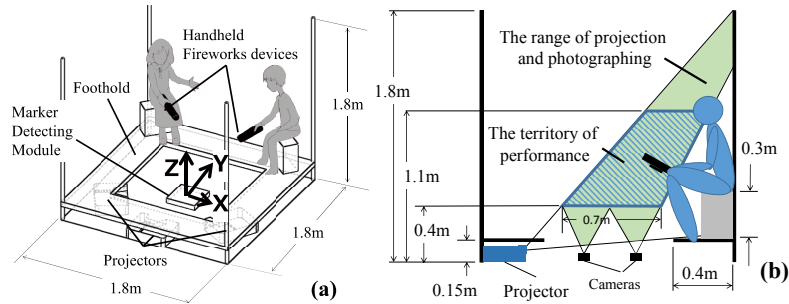 Handheld
Fireworks devices
Foothold
Marker
Detecting
Module
Z
Y
X
1.8m
1.8m
1.8m
Projectors
(a)
The range of projection
and photographing
1.8m
The territory of
performance
0.3m
1.1m
0.7m
0.4m
0.15m
Projector
Cameras
0.4m
(b)